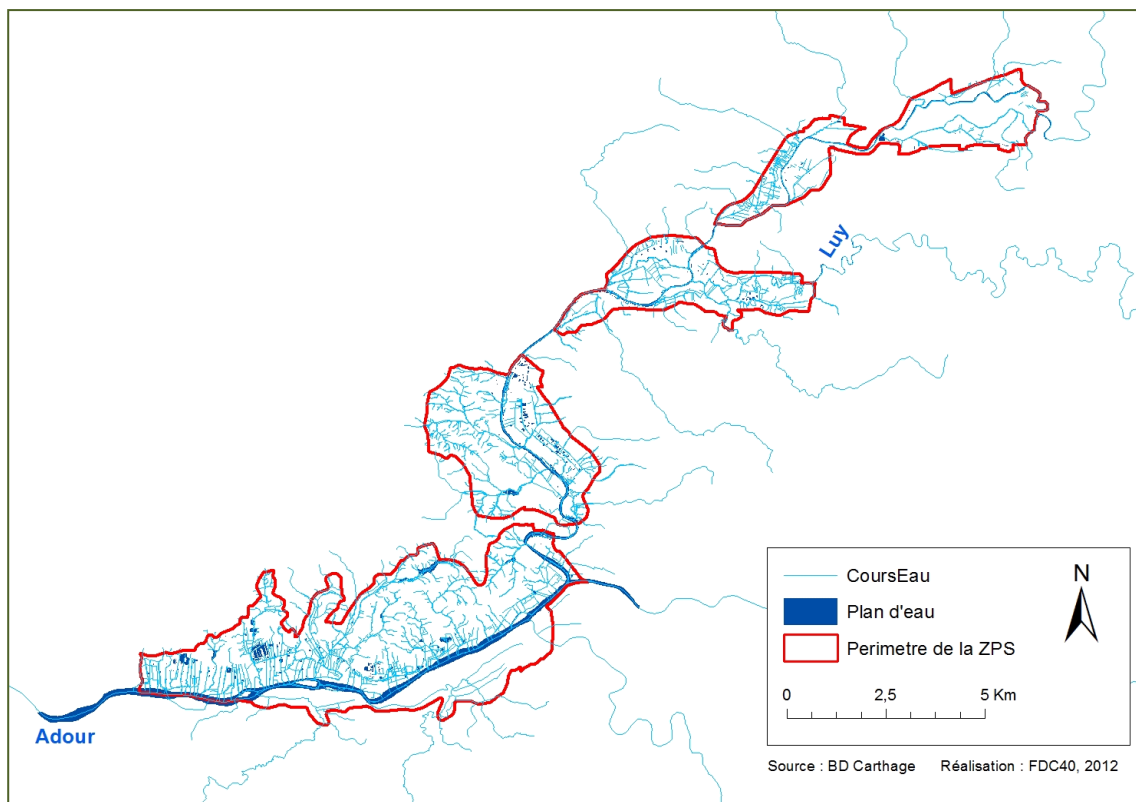 Luy
CoursEau
N
Plan d'eau
Perimetre de la ZPS
0 2,5 5 Km
Adour
Source : BD Carthage Réalisation : FDC40, 2012